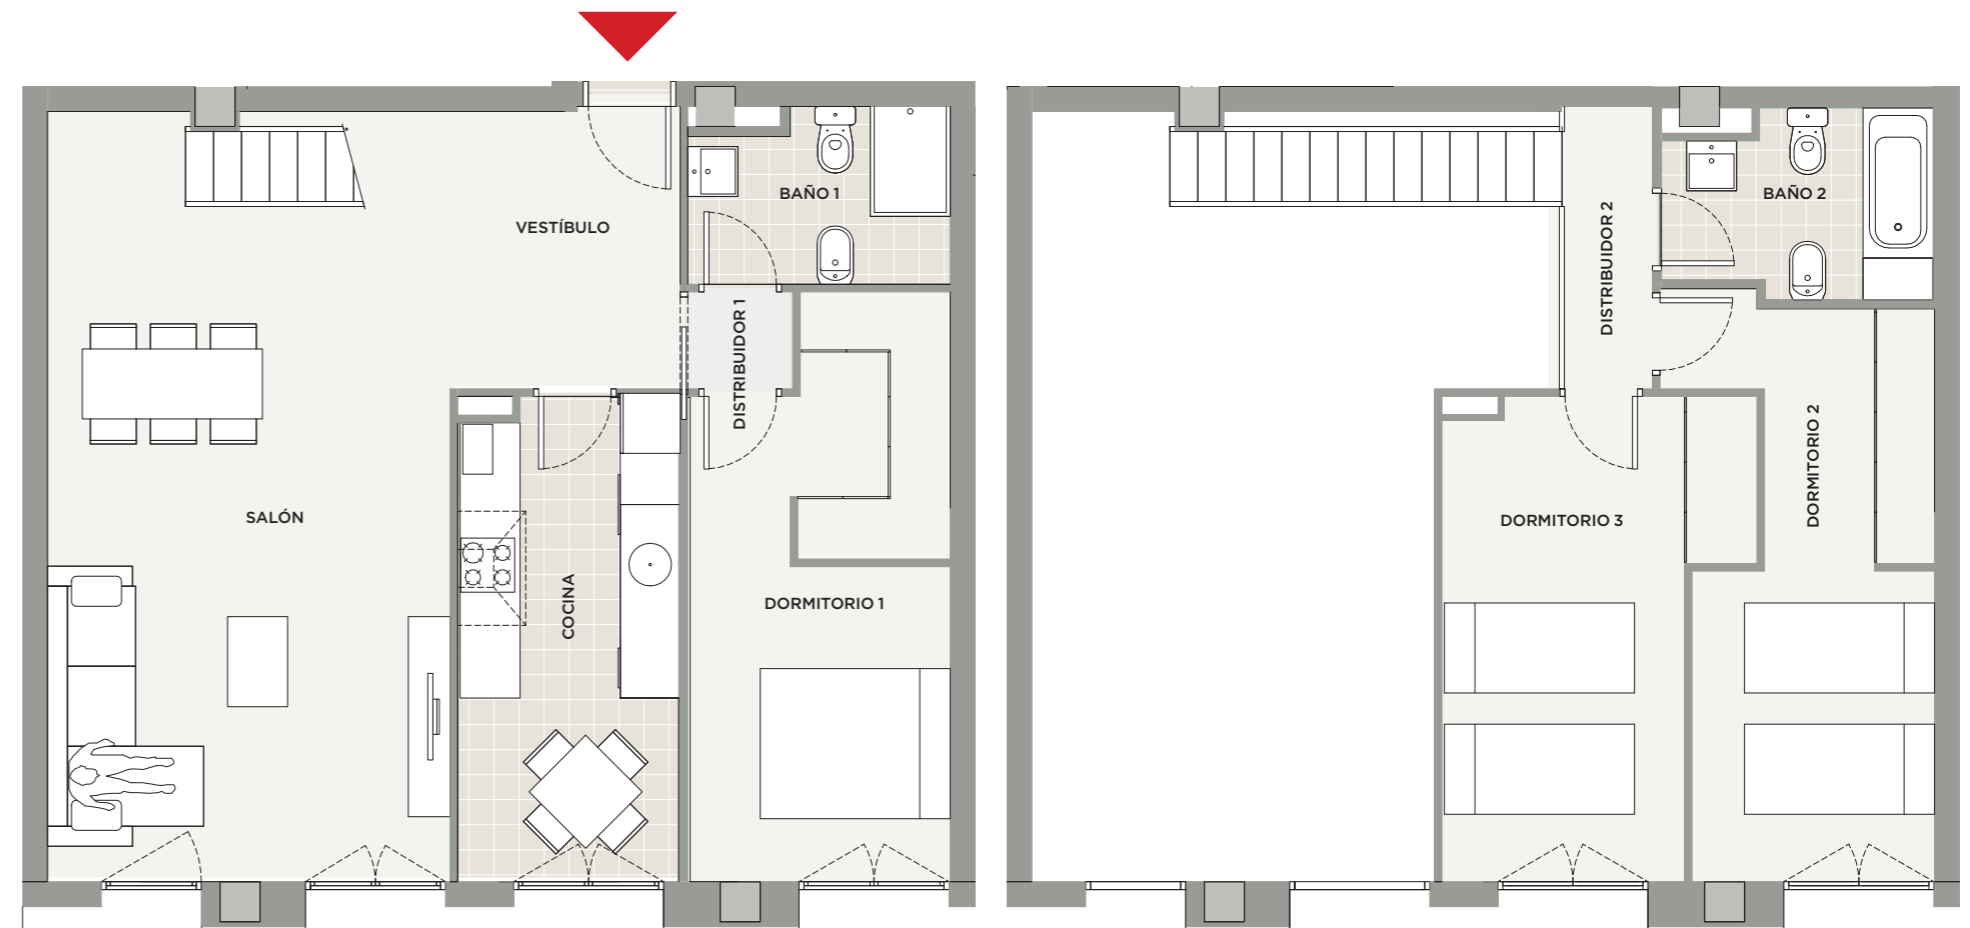 VESTÍBULO
BAÑO 1
DISTRIBUIDOR 1
SALÓN
COCINA
DORMITORIO 1
BAÑO 2
DISTRIBUIDOR 2
DORMITORIO 2
DORMITORIO 3